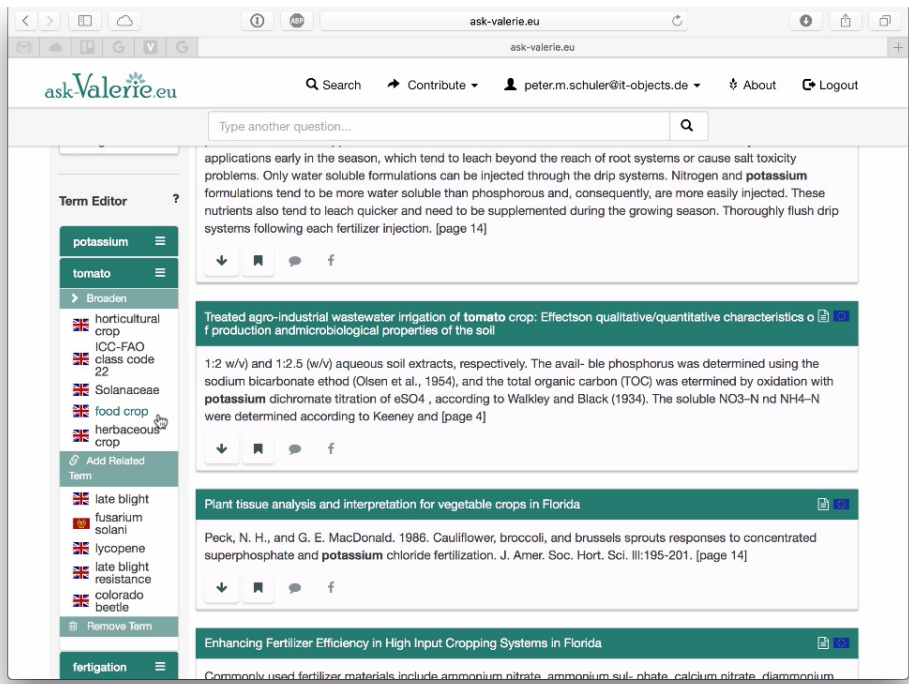 ask-valerie.eu
ask-valerie.eu
ask-Valerie.eu
Search
Contribute
peter.m.schuler@it-objects.de
About
Logout
Type another question...
applications early in the season, which tend to leach beyond the reach of root systems or cause salt toxicity
problems. Only water soluble formulations can be injected through the drip systems. Nitrogen and potassium
formulations tend to be more water soluble than phosphorous and, consequently, are more easily injected. These
nutrients also tend to leach quicker and need to be supplemented during the growing season. Thoroughly flush drip
systems following each fertilizer injection. [page 14]
Term Editor ?
potassium
tomato
Broaden
horticultural
crop
ICC-FAO
class code
22
Solanaceae
food crop
herbaceous
crop
Add Related
Term
late blight
fusarium
solani
lycopene
late blight
resistance
colorado
beetle
Remove Term
fertigation
Treated agro-industrial wastewater irrigation of tomato crop: Effectson qualitative/quantitative characteristics o
f production andmicrobiological properties of the soil
1:2 w/v) and 1:2.5 (w/v) aqueous soil extracts, respectively. The avail- ble phosphorus was determined using the
sodium bicarbonate ethod (Olsen et al., 1954), and the total organic carbon (TOC) was etermined by oxidation with
potassium dichromate titration of eSO4 , according to Walkley and Black (1934). The soluble NO3–N nd NH4–N
were determined according to Keeney and [page 4]
Plant tissue analysis and interpretation for vegetable crops in Florida
Peck, N. H., and G. E. MacDonald. 1986. Cauliflower, broccoli, and brussels sprouts responses to concentrated
superphosphate and potassium chloride fertilization. J. Amer. Soc. Hort. Sci. lll:195-201. [page 14]
Enhancing Fertilizer Efficiency in High Input Cropping Systems in Florida
Commonly used fertilizer materials include ammonium nitrate, ammonium sul- phate, calcium nitrate, diammonium